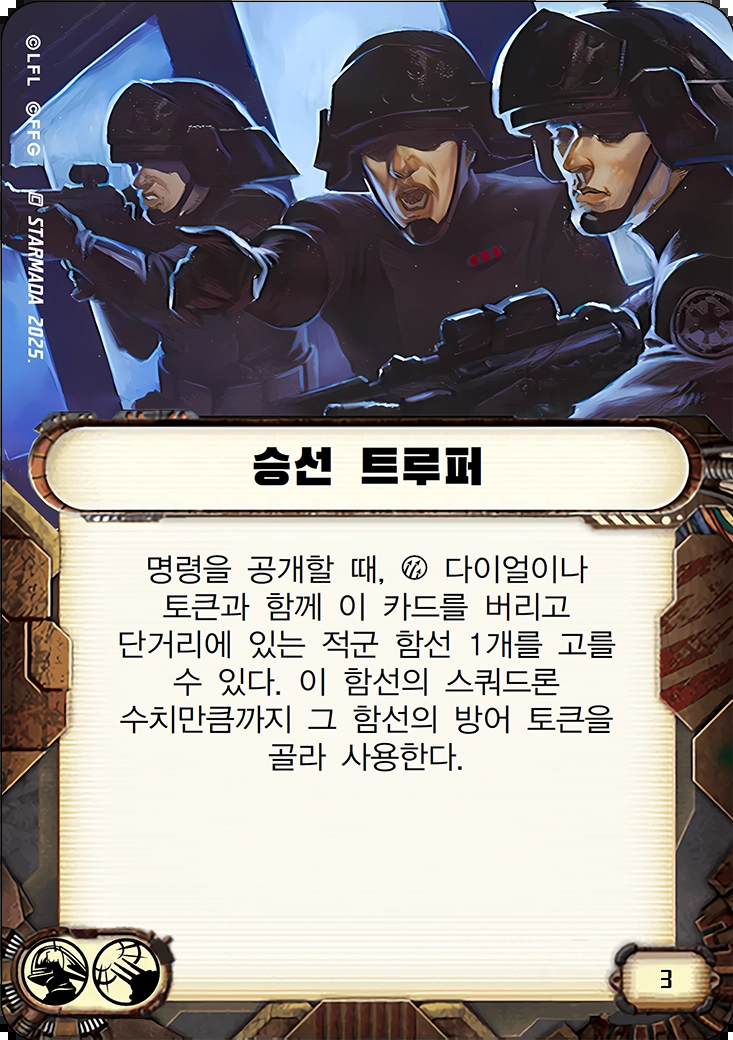 ©LFL ©FFG © STARMADA 2025.
승선 트루퍼
명령을 공개할 때, 다이얼이나
토큰과 함께 이 카드를 버리고
단거리에 있는 적군 함선 1개를 고를
수 있다. 이 함선의 스쿼드론
수치만큼까지 그 함선의 방어 토큰을
골라 사용한다.
3